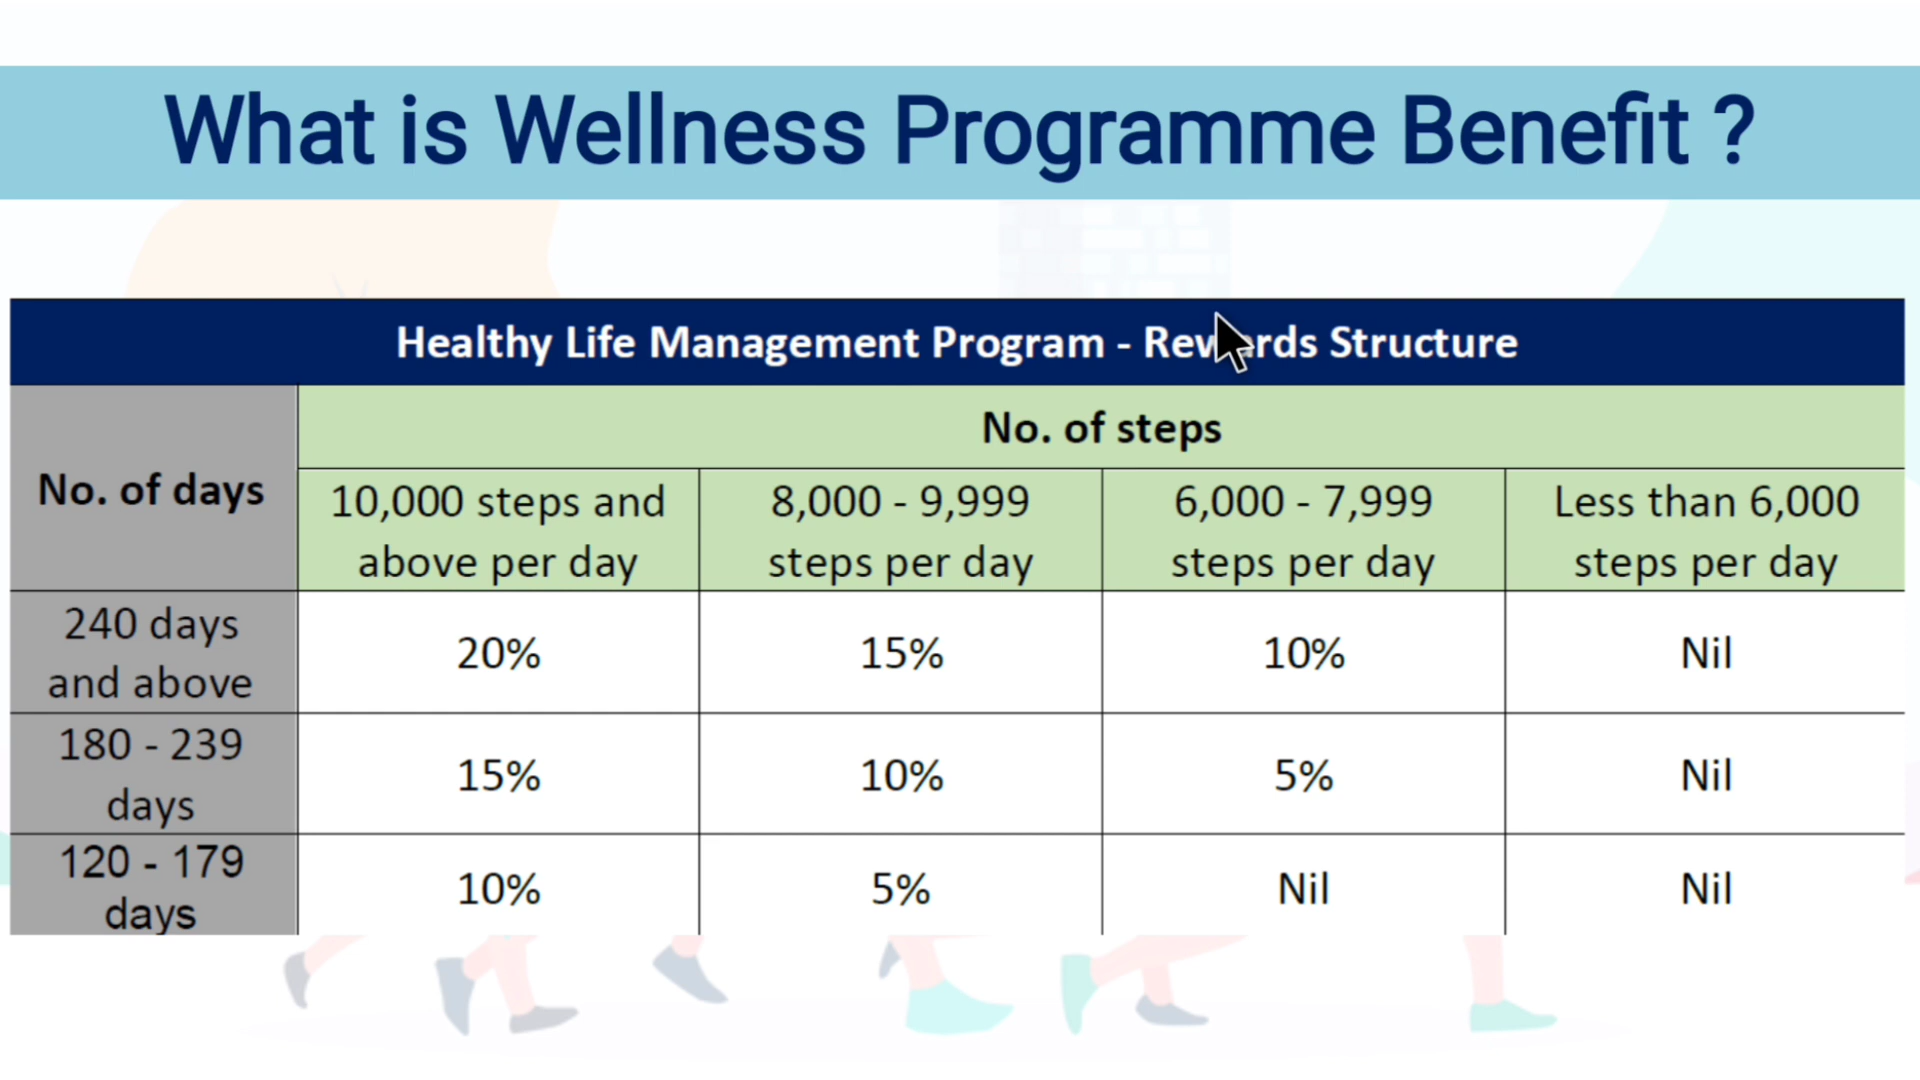 What is Wellness Programme Benefit ?
Healthy Life Management Program - Rewards Structure
No. of days
No. of steps
10,000 steps and
above per day
8,000 - 9,999
steps per day
6,000 - 7,999
steps per day
Less than 6,000
steps per day
240 days
and above
20%
15%
10%
Nil
180 - 239
days
15%
10%
5%
Nil
120 - 179
days
10%
5%
Nil
Nil